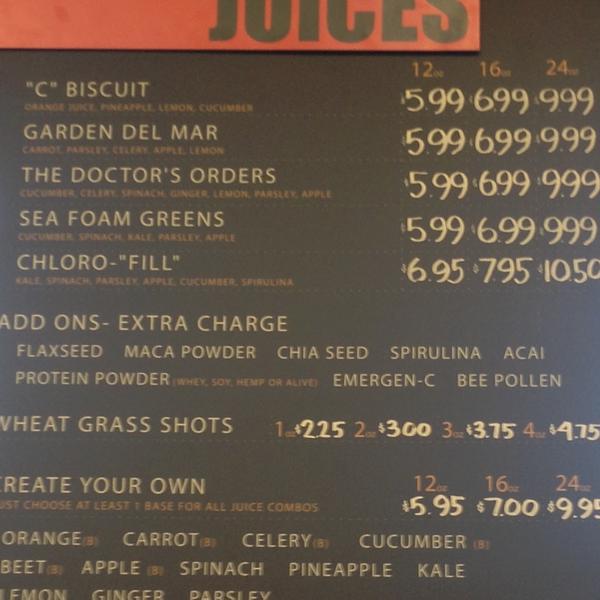 JUICES
12oz 16oz 24oz
"C" BISCUIT $5.99 $6.99 $9.99
ORANGE JUICE, PINEAPPLE, LEMON, CUCUMBER
GARDEN DEL MAR $5.99 $6.99 $9.99
CARROT, PARSLEY, CELERY, APPLE, LEMON
THE DOCTOR'S ORDERS $5.99 $6.99 $9.99
CUCUMBER, CELERY, SPINACH, GINGER, LEMON, PARSLEY, APPLE
SEA FOAM GREENS $5.99 $6.99 $9.99
CUCUMBER, SPINACH, KALE, PARSLEY, APPLE
CHLORO-"FILL" $6.95 $7.95 $10.50
KALE, SPINACH, PARSLEY, APPLE, CUCUMBER, SPIRULINA
ADD ONS- EXTRA CHARGE
FLAXSEED MACA POWDER CHIA SEED SPIRULINA ACAI
PROTEIN POWDER (WHEY, SOY, HEMP OR ALIVE) EMERGEN-C BEE POLLEN
WHEAT GRASS SHOTS 1oz $2.25 2oz $3.00 3oz $3.75 4oz $4.75
CREATE YOUR OWN 12oz 16oz 24oz
UST CHOOSE AT LEAST 1 BASE FOR ALL JUICE COMBOS $5.95 $7.00 $9.95
ORANGE (B) CARROT (B) CELERY (B) CUCUMBER (B)
BEET (B) APPLE (B) SPINACH PINEAPPLE KALE
LEMON GINGER PARSLEY